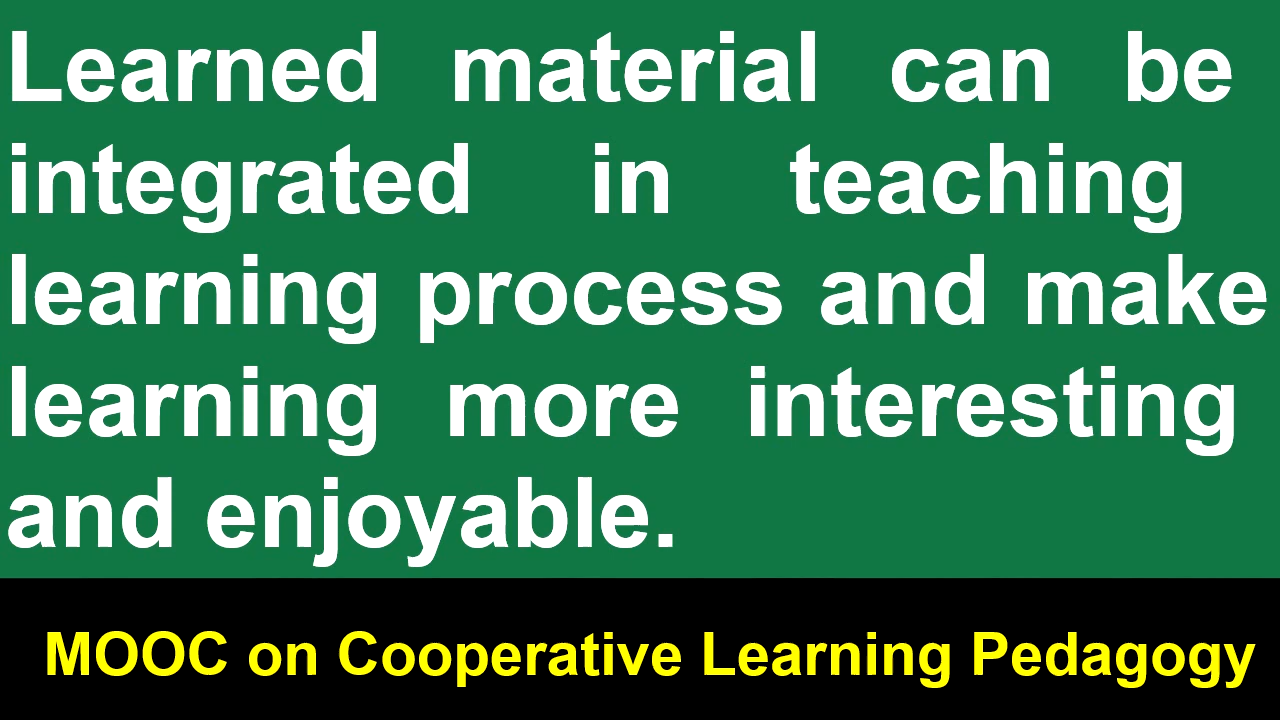 Learned material can be
integrated in teaching
learning process and make
learning more interesting
and enjoyable.
MOOC on Cooperative Learning Pedagogy